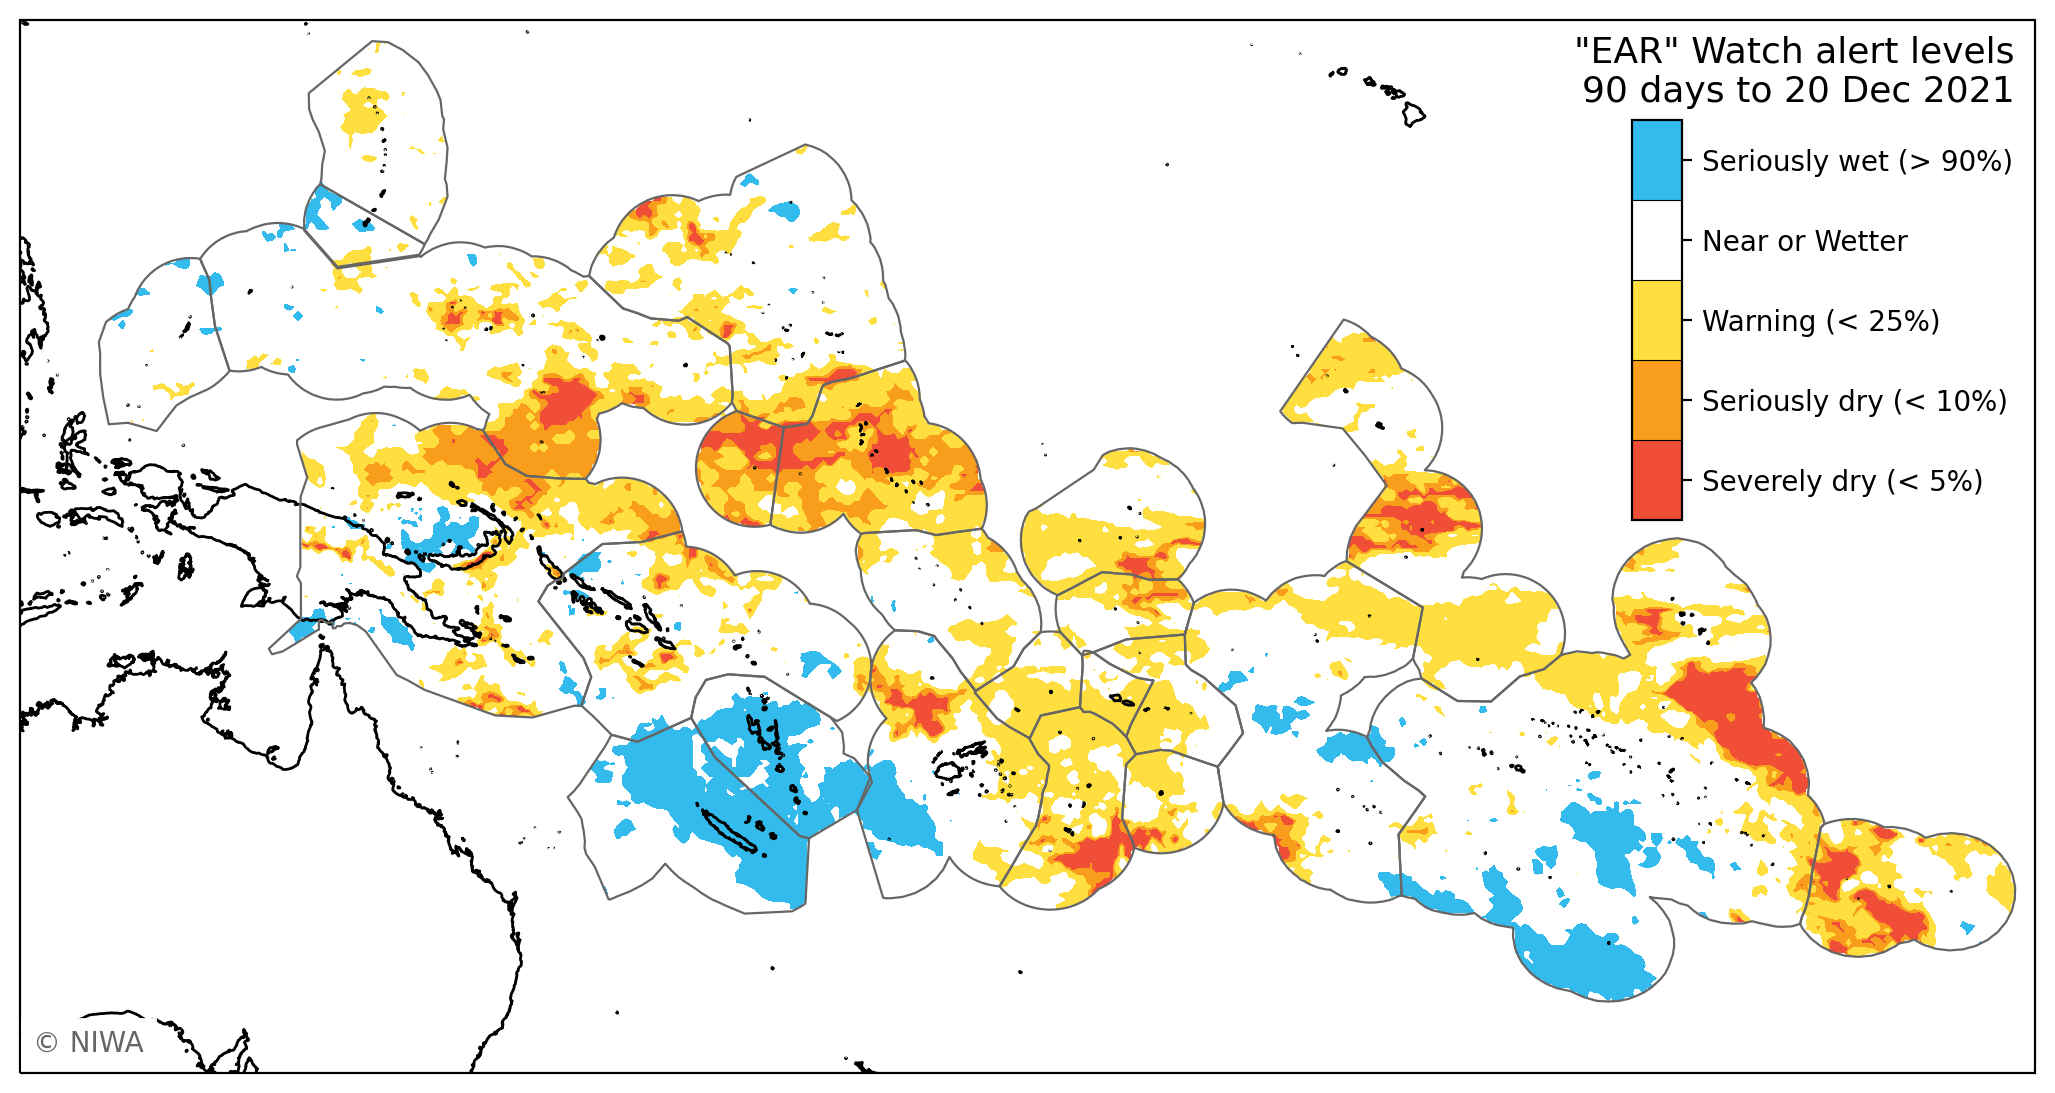 "EAR" Watch alert levels
90 days to 20 Dec 2021
Seriously wet (> 90%)
Near or Wetter
Warning (< 25%)
Seriously dry (< 10%)
Severely dry (< 5%)
© NIWA